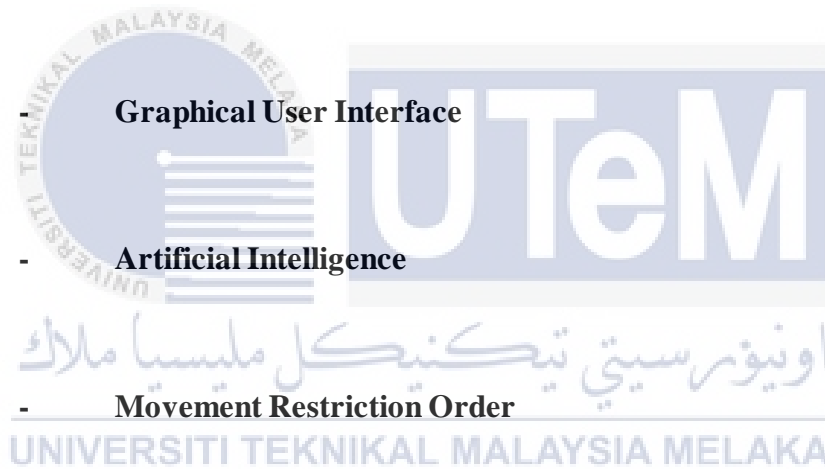 UNIVERSITI TEKNIKAL MALAYSIA MELAKA
UTeM
- Graphical User Interface
- Artificial Intelligence
اونيۏرسيتي تيكنيكل مليسيا ملاك
- Movement Restriction Order
UNIVERSITI TEKNIKAL MALAYSIA MELAKA